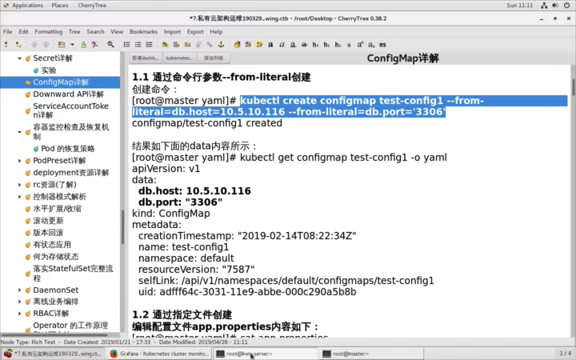 Applications Places CherryTree Sun 11:11
*7.私有云架构运维190329..wing.ctb - /root/Desktop - CherryTree 0.38.2
File Edit Formatting Tree Search View Bookmarks Import Export Help
Secret详解
实验
ConfigMap详解
Downward API详解
ServiceAccountToke
n详解
容器监控检查及恢复机
制
Pod 的恢复策略
PodPreset详解
deployment资源详解
rc资源(了解)
控制器模式解析
水平扩展/收缩
滚动更新
版本回滚
有状态应用
何为存储状态
落实StatefulSet完整流
程
DaemonSet
离线业务编排
RBAC详解
Operator 的工作原理
ConfigMap详解
1.1 通过命令行参数--from-literal创建
创建命令：
[root@master yaml]# kubectl create configmap test-config1 --from-
literal=db.host=10.5.10.116 --from-literal=db.port='3306'
configmap/test-config1 created
结果如下面的data内容所示：
[root@master yaml]# kubectl get configmap test-config1 -o yaml
apiVersion: v1
data:
db.host: 10.5.10.116
db.port: "3306"
kind: ConfigMap
metadata:
creationTimestamp: "2019-02-14T08:22:34Z"
name: test-config1
namespace: default
resourceVersion: "7587"
selfLink: /api/v1/namespaces/default/configmaps/test-config1
uid: adfff64c-3031-11e9-abbe-000c290a5b8b
1.2 通过指定文件创建
编辑配置文件app.properties内容如下：
[root@master yaml]# cat app.properties
Node Type: Rich Text - Date Created: 2019/01/21 - 17:33 - Date Modified: 2019/04/28 - 11:11
*7.私有云架构运维190329..wing.ctb
Grafana - Kubernetes cluster monito...
root@kvm-server:~
root@master:~
1 / 4